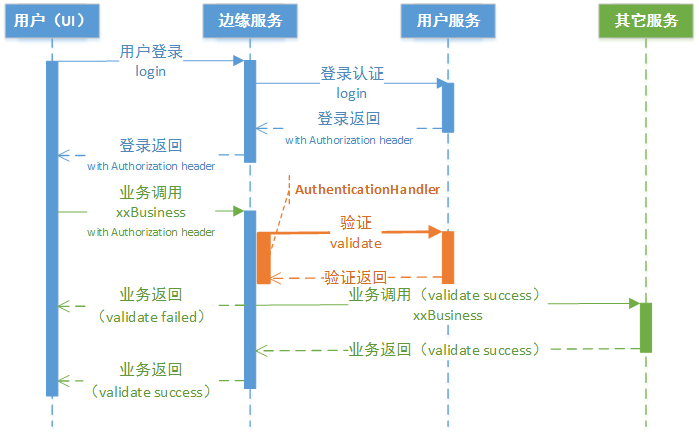 用户（UI）
边缘服务
用户服务
其它服务
用户登录
login
登录认证
login
登录返回
with Authorization header
登录返回
with Authorization header
业务调用
xxBusiness
with Authorization header
AuthenticationHandler
验证
validate
验证返回
业务返回
（validate failed）
业务调用（validate success）
xxBusiness
业务返回（validate success）
业务返回
（validate success）